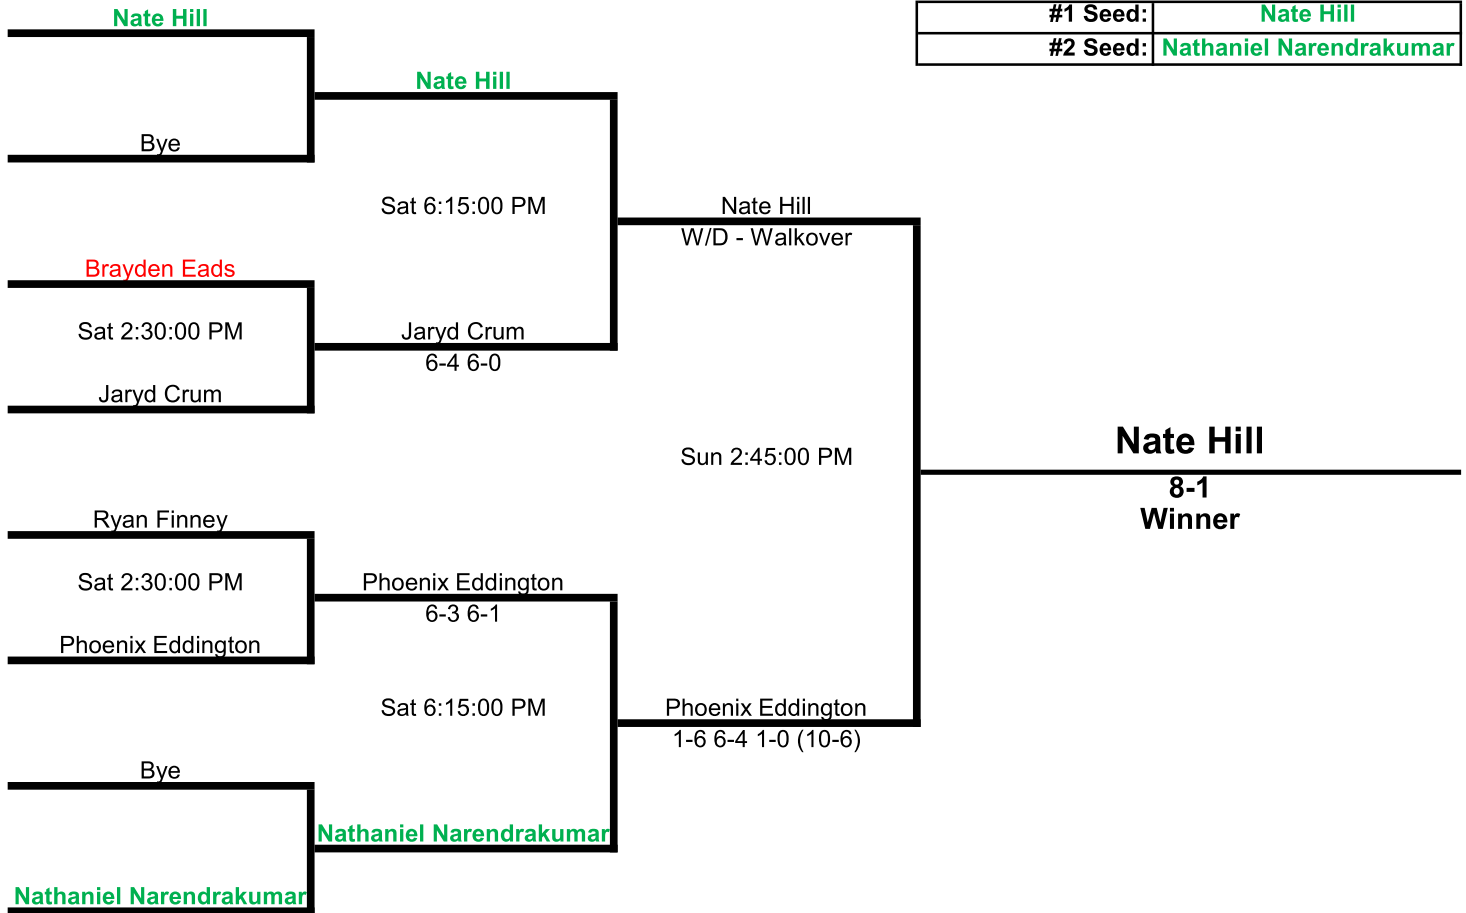 Nate Hill
#1 Seed: Nate Hill
#2 Seed: Nathaniel Narendrakumar
Nate Hill
Bye
Sat 6:15:00 PM
Nate Hill
W/D - Walkover
Brayden Eads
Sat 2:30:00 PM
Jaryd Crum
6-4 6-0
Jaryd Crum
Sun 2:45:00 PM
Nate Hill
8-1
Winner
Ryan Finney
Sat 2:30:00 PM
Phoenix Eddington
6-3 6-1
Phoenix Eddington
Sat 6:15:00 PM
Phoenix Eddington
1-6 6-4 1-0 (10-6)
Bye
Nathaniel Narendrakumar
Nathaniel Narendrakumar